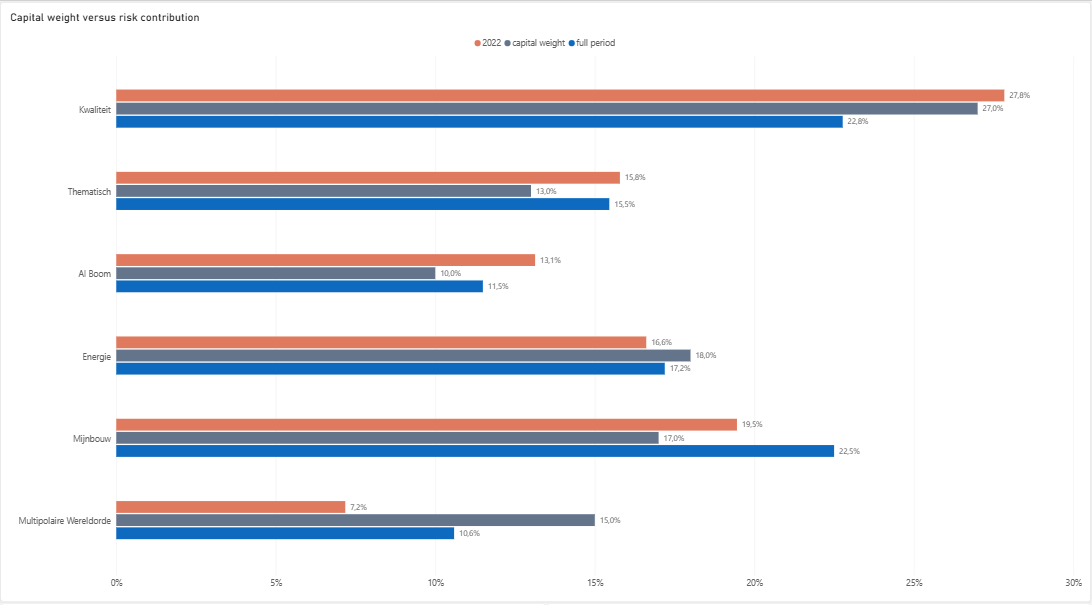 Capital weight versus risk contribution
2022 capital weight full period
Kwaliteit
27,8%
27,0%
22,8%
Thematisch
15,8%
13,0%
15,5%
AI Boom
13,1%
10,0%
11,5%
Energie
16,6%
18,0%
17,2%
Mijnbouw
19,5%
17,0%
22,5%
Multipolaire Wereldorde
7,2%
15,0%
10,6%
0% 5% 10% 15% 20% 25% 30%